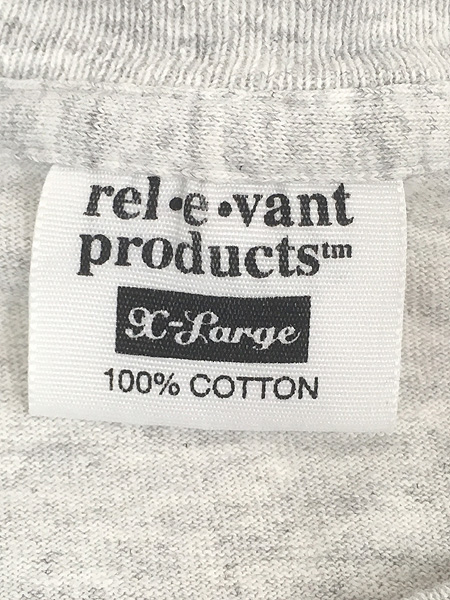 rel•e•vant
products™
X-Large
100% COTTON